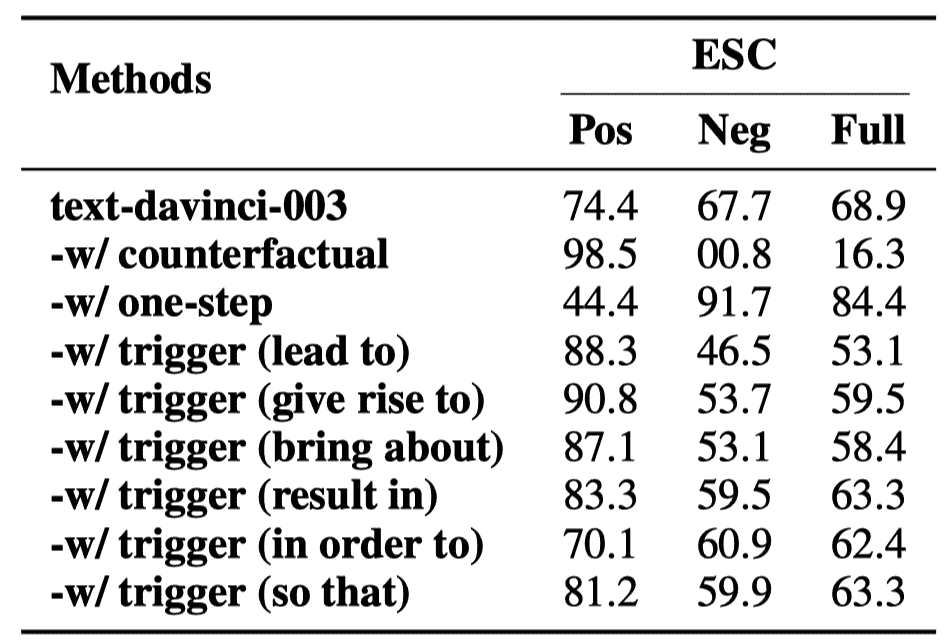 Methods ESC
Pos Neg Full
text-davinci-003 74.4 67.7 68.9
-w/ counterfactual 98.5 00.8 16.3
-w/ one-step 44.4 91.7 84.4
-w/ trigger (lead to) 88.3 46.5 53.1
-w/ trigger (give rise to) 90.8 53.7 59.5
-w/ trigger (bring about) 87.1 53.1 58.4
-w/ trigger (result in) 83.3 59.5 63.3
-w/ trigger (in order to) 70.1 60.9 62.4
-w/ trigger (so that) 81.2 59.9 63.3